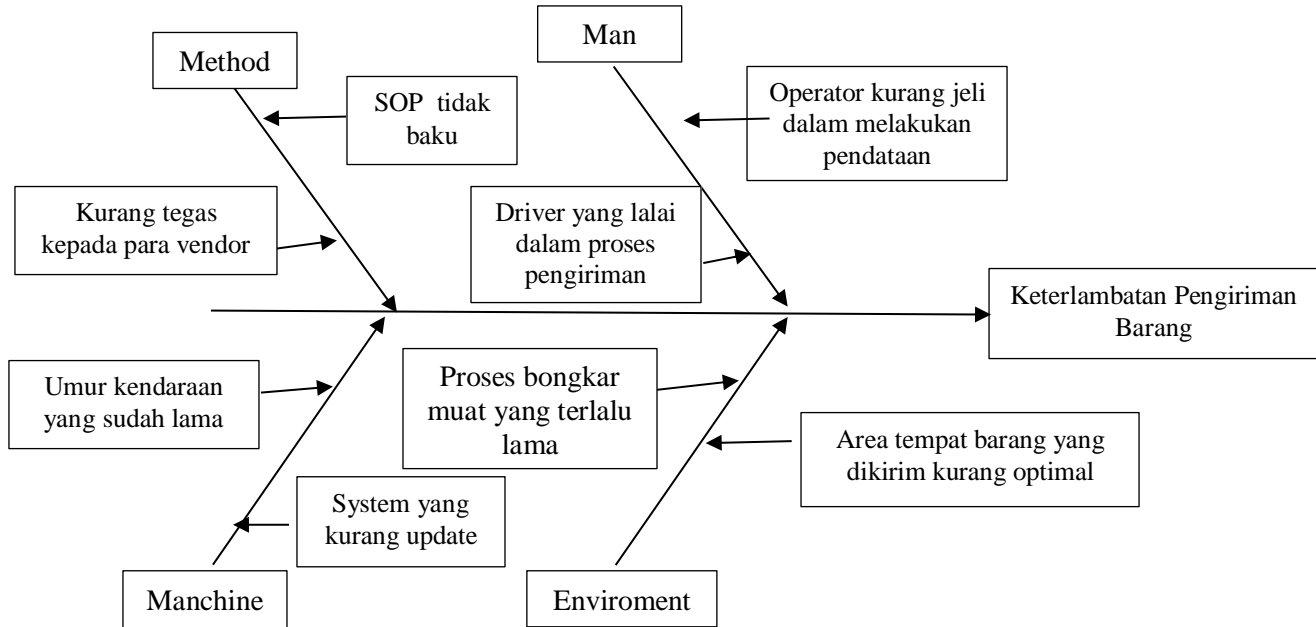 Man
Method
SOP tidak
baku
Operator kurang jeli
dalam melakukan
pendataan
Kurang tegas
kepada para vendor
Driver yang lalai
dalam proses
pengiriman
Keterlambatan Pengiriman
Barang
Umur kendaraan
yang sudah lama
Proses bongkar
muat yang terlalu
lama
Area tempat barang yang
dikirim kurang optimal
System yang
kurang update
Manchine
Enviroment